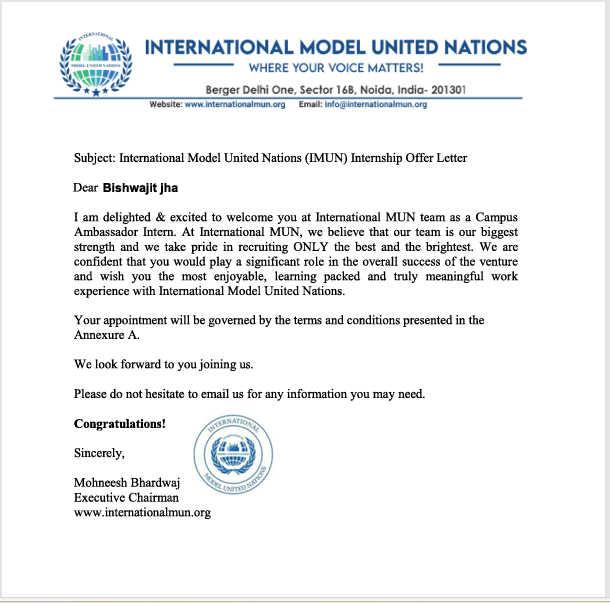 INTERNATIONAL MODEL UNITED NATIONS
WHERE YOUR VOICE MATTERS!
MODEL UNITED NATIONS
Berger Delhi One, Sector 16B, Noida, India- 201301
Website: www.internationalmun.org Email: info@internationalmun.org
Subject: International Model United Nations (IMUN) Internship Offer Letter
Dear Bishwajit jha
I am delighted & excited to welcome you at International MUN team as a Campus
Ambassador Intern. At International MUN, we believe that our team is our biggest
strength and we take pride in recruiting ONLY the best and the brightest. We are
confident that you would play a significant role in the overall success of the venture
and wish you the most enjoyable, learning packed and truly meaningful work
experience with International Model United Nations.
Your appointment will be governed by the terms and conditions presented in the
Annexure A.
We look forward to you joining us.
Please do not hesitate to email us for any information you may need.
Congratulations!
Sincerely,
INTERNATIONAL
MODEL UNITED NATIONS
Mohneesh Bhardwaj
Executive Chairman
www.internationalmun.org